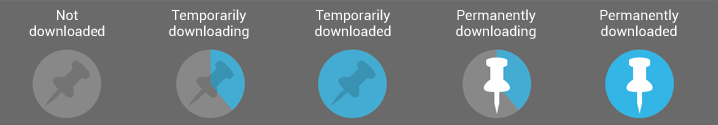 Not
downloaded
Temporarily
downloading
Temporarily
downloaded
Permanently
downloading
Permanently
downloaded